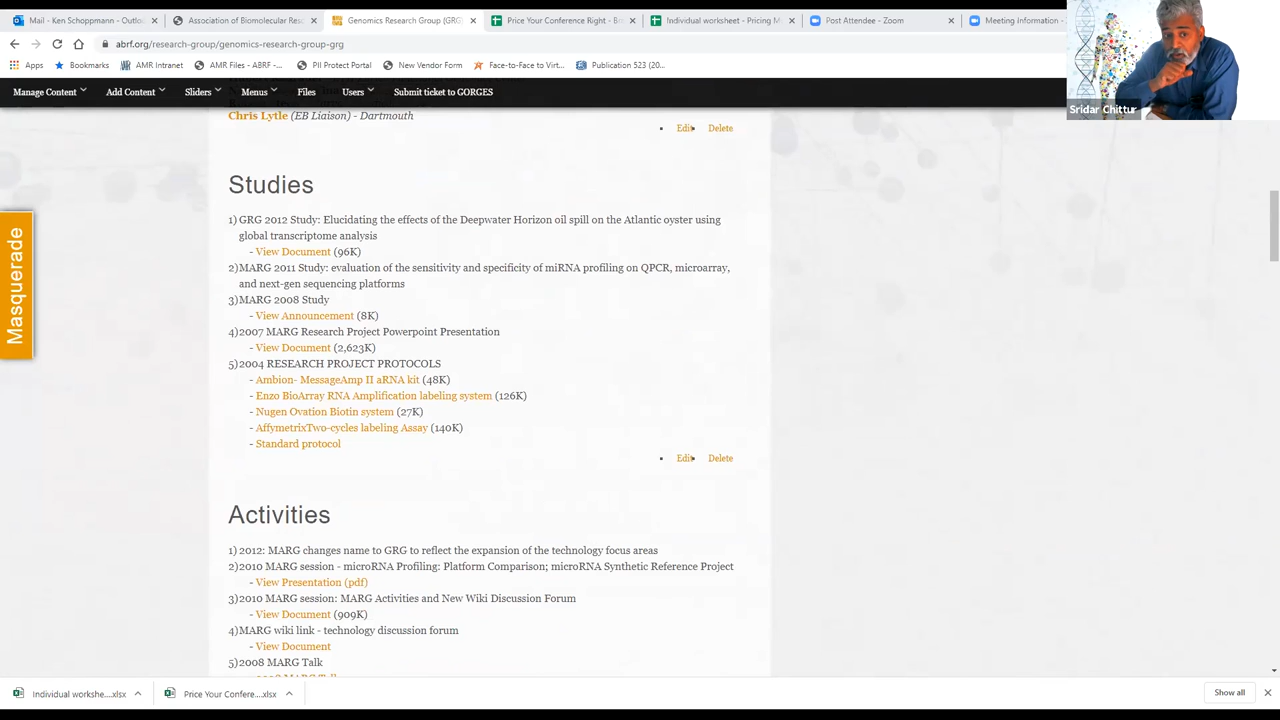 Mail - Ken Schoppmann - Outlo
Association of Biomolecular Res
Genomics Research Group (GRG)
Price Your Conference Right - Bo
Individual worksheet - Pricing M
Post Attendee - Zoom
Meeting Information -
abrf.org/research-group/genomics-research-group-grg
Apps
Bookmarks
AMR Intranet
AMR Files - ABRF -...
PII Protect Portal
New Vendor Form
Face-to-Face to Virt...
Publication 523 (20...
Sridar Chittur
Manage Content
Add Content
Sliders
Menus
Files
Users
Submit ticket to GORGES
Chris Lytle (EB Liaison) - Dartmouth
Edit
Delete
Masquerade
Studies
1) GRG 2012 Study: Elucidating the effects of the Deepwater Horizon oil spill on the Atlantic oyster using
global transcriptome analysis
- View Document (96K)
2)MARG 2011 Study: evaluation of the sensitivity and specificity of miRNA profiling on QPCR, microarray,
and next-gen sequencing platforms
3)MARG 2008 Study
- View Announcement (8K)
4)2007 MARG Research Project Powerpoint Presentation
- View Document (2,623K)
5)2004 RESEARCH PROJECT PROTOCOLS
- Ambion- MessageAmp II aRNA kit (48K)
- Enzo BioArray RNA Amplification labeling system (126K)
- Nugen Ovation Biotin system (27K)
- AffymetrixTwo-cycles labeling Assay (140K)
- Standard protocol
Edit
Delete
Activities
1) 2012: MARG changes name to GRG to reflect the expansion of the technology focus areas
2)2010 MARG session - microRNA Profiling: Platform Comparison; microRNA Synthetic Reference Project
- View Presentation (pdf)
3)2010 MARG session: MARG Activities and New Wiki Discussion Forum
- View Document (909K)
4)MARG wiki link - technology discussion forum
- View Document
5)2008 MARG Talk
Individual workshe....xlsx
Price Your Confere....xlsx
Show all